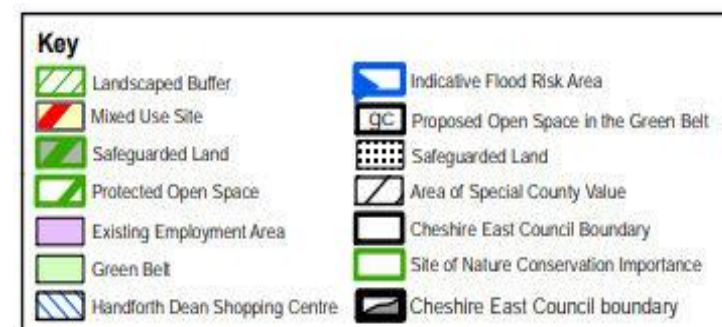 Key
Landscaped Buffer
Mixed Use Site
Safeguarded Land
Protected Open Space
Existing Employment Area
Green Belt
Handforth Dean Shopping Centre
Indicative Flood Risk Area
gc Proposed Open Space in the Green Belt
Safeguarded Land
Area of Special County Value
Cheshire East Council Boundary
Site of Nature Conservation Importance
Cheshire East Council boundary